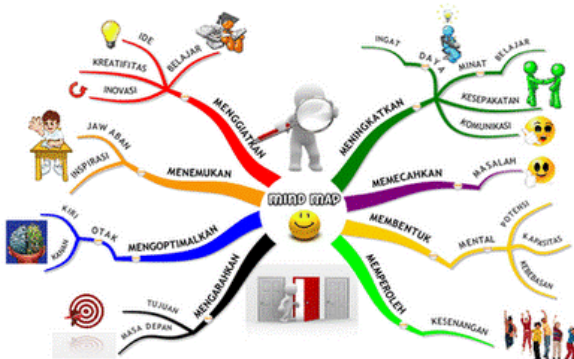 MIND MAP
MENGGIATKAN
IDE
KREATIFITAS
INOVASI
BELAJAR
MENEMUKAN
JAWABAN
INSPIRASI
MENGOPTIMALKAN
OTAK
KIRI
KANAN
MENGARAHKAN
TUJUAN
MASA DEPAN
MENINGKATKAN
DAYA
INGAT
MINAT
BELAJAR
KESEPAKATAN
KOMUNIKASI
MEMECAHKAN
MASALAH
MEMBENTUK
MENTAL
POTENSI
KAPASITAS
KEBEBASAN
MEMPEROLEH
KESENANGAN